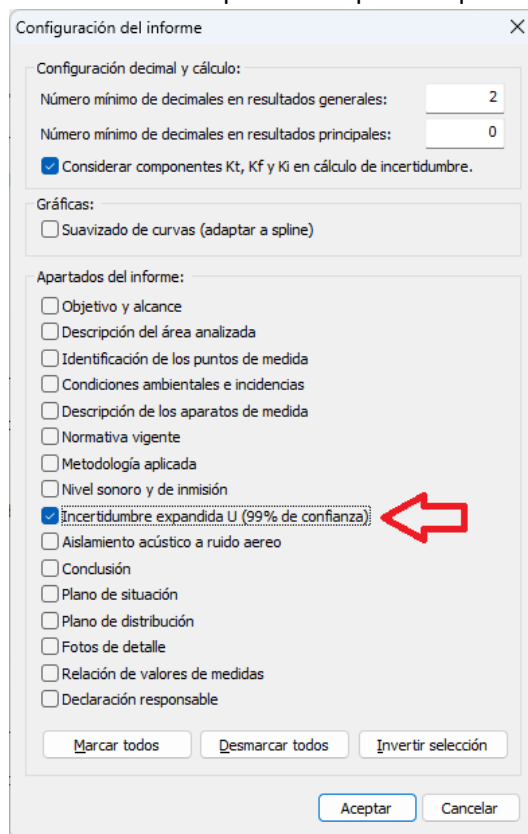 Configuración del informe
Configuración decimal y cálculo:
Número mínimo de decimales en resultados generales: 2
Número mínimo de decimales en resultados principales: 0
Considerar componentes Kt, Kf y Ki en cálculo de incertidumbre.
Gráficas:
Suavizado de curvas (adaptar a spline)
Apartados del informe:
Objetivo y alcance
Descripción del área analizada
Identificación de los puntos de medida
Condiciones ambientales e incidencias
Descripción de los aparatos de medida
Normativa vigente
Metodología aplicada
Nivel sonoro y de inmisión
Incertidumbre expandida U (99% de confianza)
Aislamiento acústico a ruido aereo
Conclusión
Plano de situación
Plano de distribución
Fotos de detalle
Relación de valores de medidas
Declaración responsable
Marcar todos Desmarcar todos Invertir selección
Aceptar Cancelar